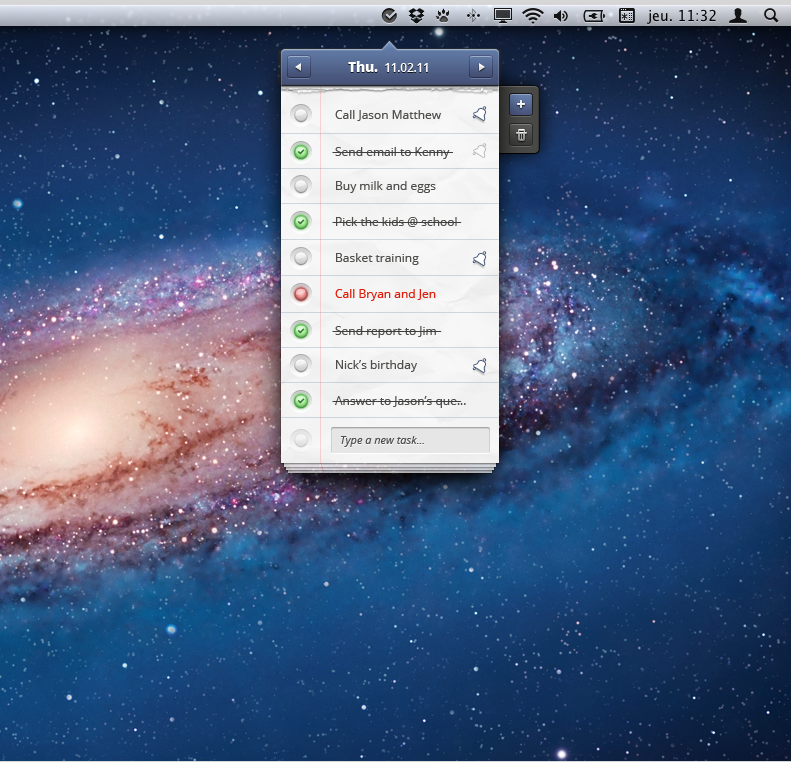 jeu. 11:32
Thu. 11.02.11
Call Jason Matthew
Send email to Kenny
Buy milk and eggs
Pick the kids @ school
Basket training
Call Bryan and Jen
Send report to Jim
Nick's birthday
Answer to Jason's que...
Type a new task...